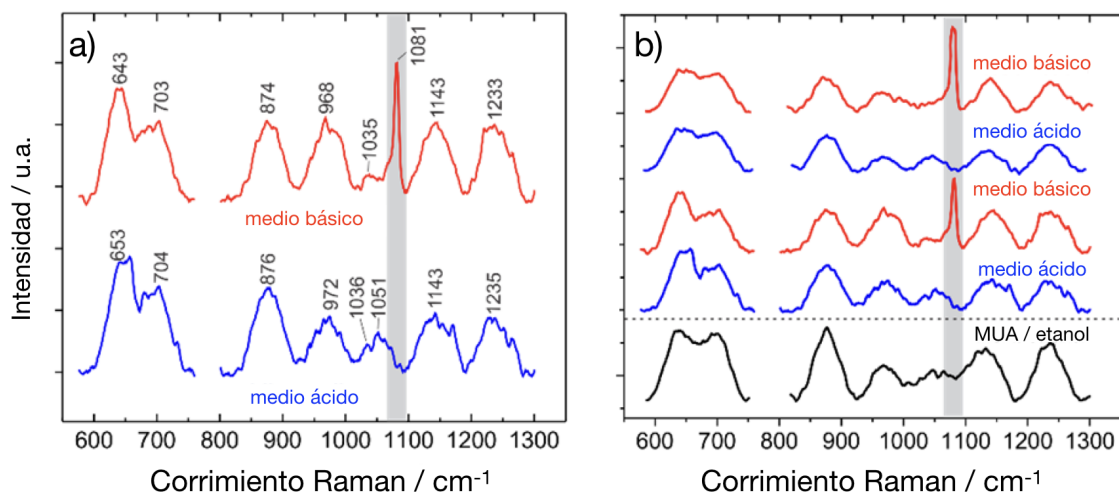 a)
Intensidad / u.a.
643
703
874
968
1035
1081
1143
1233
medio básico
653
704
876
972
1036
1051
1143
1235
medio ácido
600 700 800 900 1000 1100 1200 1300
Corrimiento Raman / cm-1
b)
medio básico
medio ácido
medio básico
medio ácido
MUA / etanol
600 700 800 900 1000 1100 1200 1300
Corrimiento Raman / cm-1